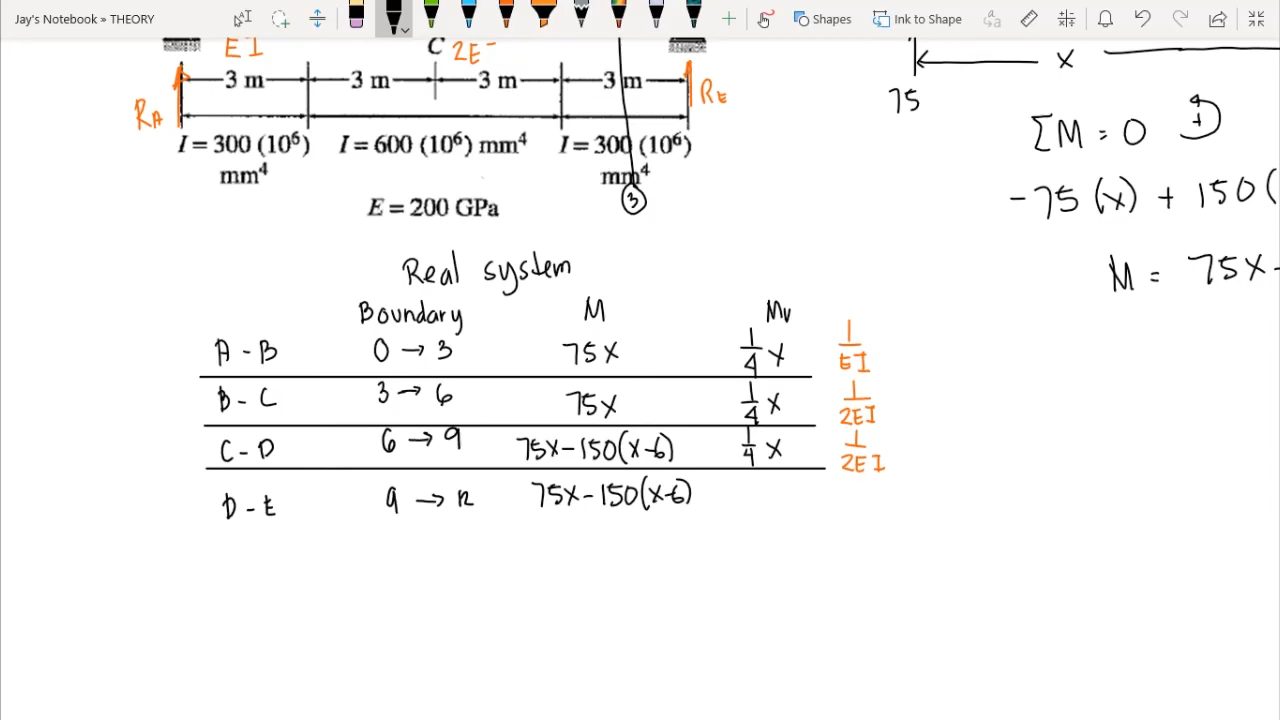 Jay's Notebook » THEORY
Shapes
Ink to Shape
EI
C 2E
3 m 3 m 3 m 3 m
RA
RE
I = 300 (10⁶) mm⁴
I = 600 (10⁶) mm⁴
I = 300 (10⁶) mm⁴
③
E = 200 GPa
x
75
ΣM = 0 +
-75 (x) + 150 (
M = 75x -
Real system
Boundary M Mv
A - B 0 → 3 75x 1/4 x 1/EI
B - C 3 → 6 75x 1/4 x 1/2EI
C - D 6 → 9 75x - 150(x-6) 1/4 x 1/2EI
D - E 9 → 12 75x - 150(x-6)